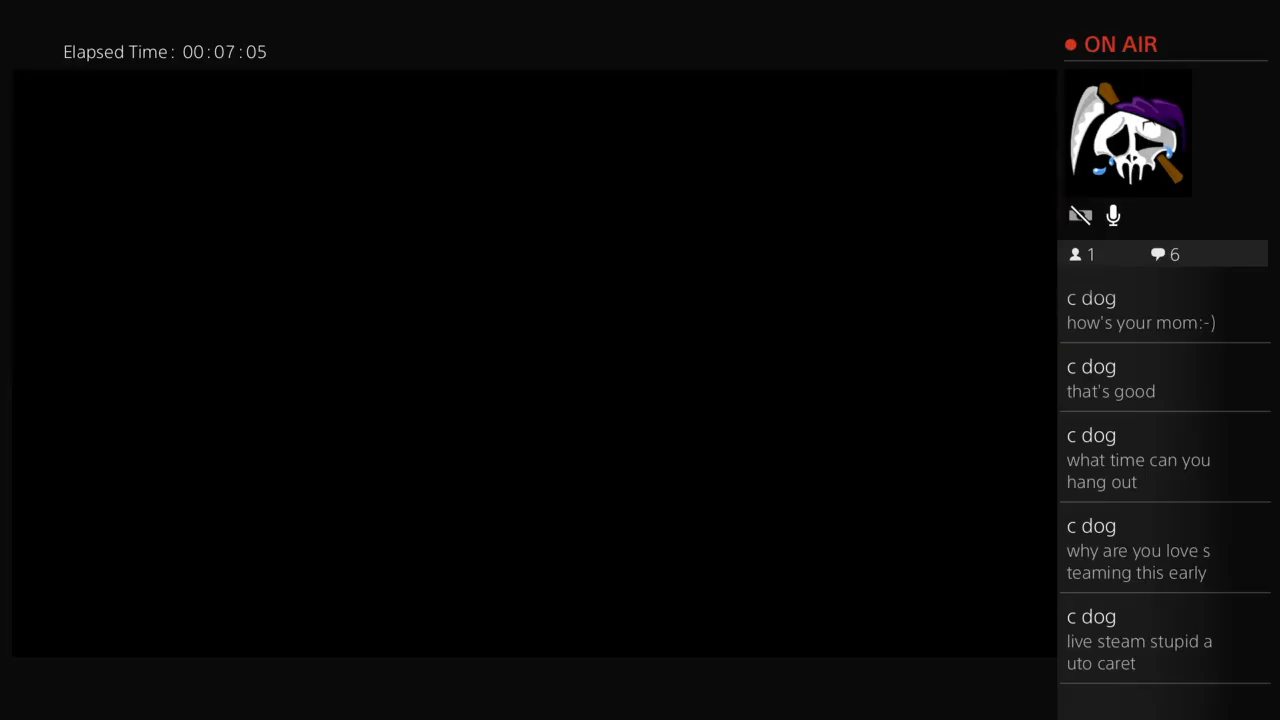 Elapsed Time: 00:07:05
ON AIR
1 6
c dog
how's your mom:-)
c dog
that's good
c dog
what time can you
hang out
c dog
why are you love s
teaming this early
c dog
live steam stupid a
uto caret